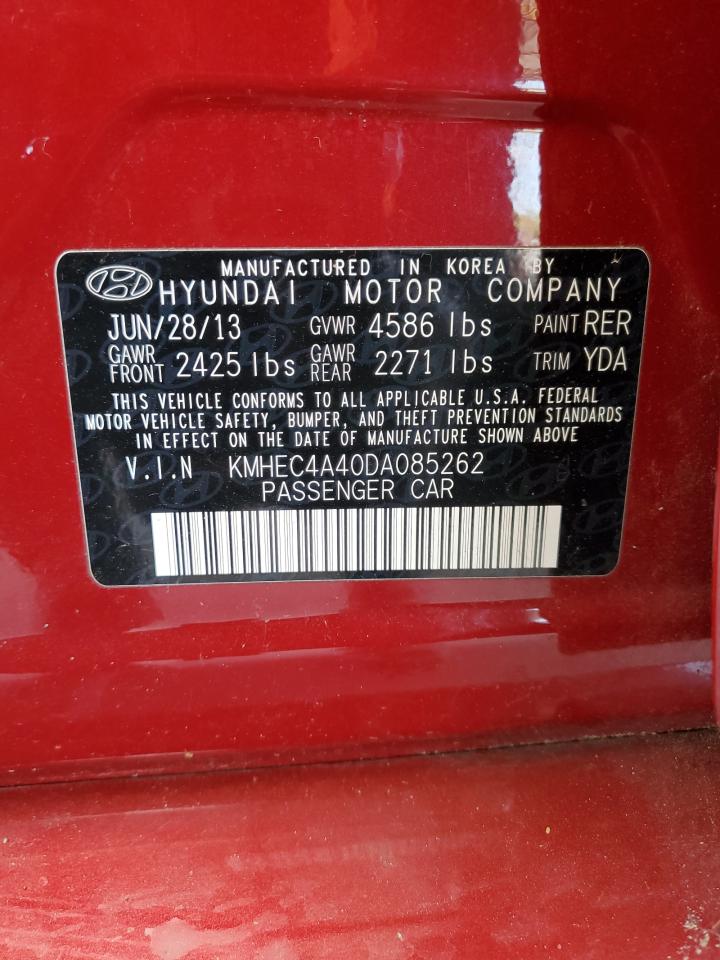 MANUFACTURED IN KOREA BY
HYUNDAI MOTOR COMPANY
JUN/28/13 GVWR 4586 lbs PAINT RER
GAWR FRONT 2425 lbs GAWR REAR 2271 lbs TRIM YDA
THIS VEHICLE CONFORMS TO ALL APPLICABLE U.S.A. FEDERAL
MOTOR VEHICLE SAFETY, BUMPER, AND THEFT PREVENTION STANDARDS
IN EFFECT ON THE DATE OF MANUFACTURE SHOWN ABOVE
V.I.N KMHEC4A40DA085262
PASSENGER CAR